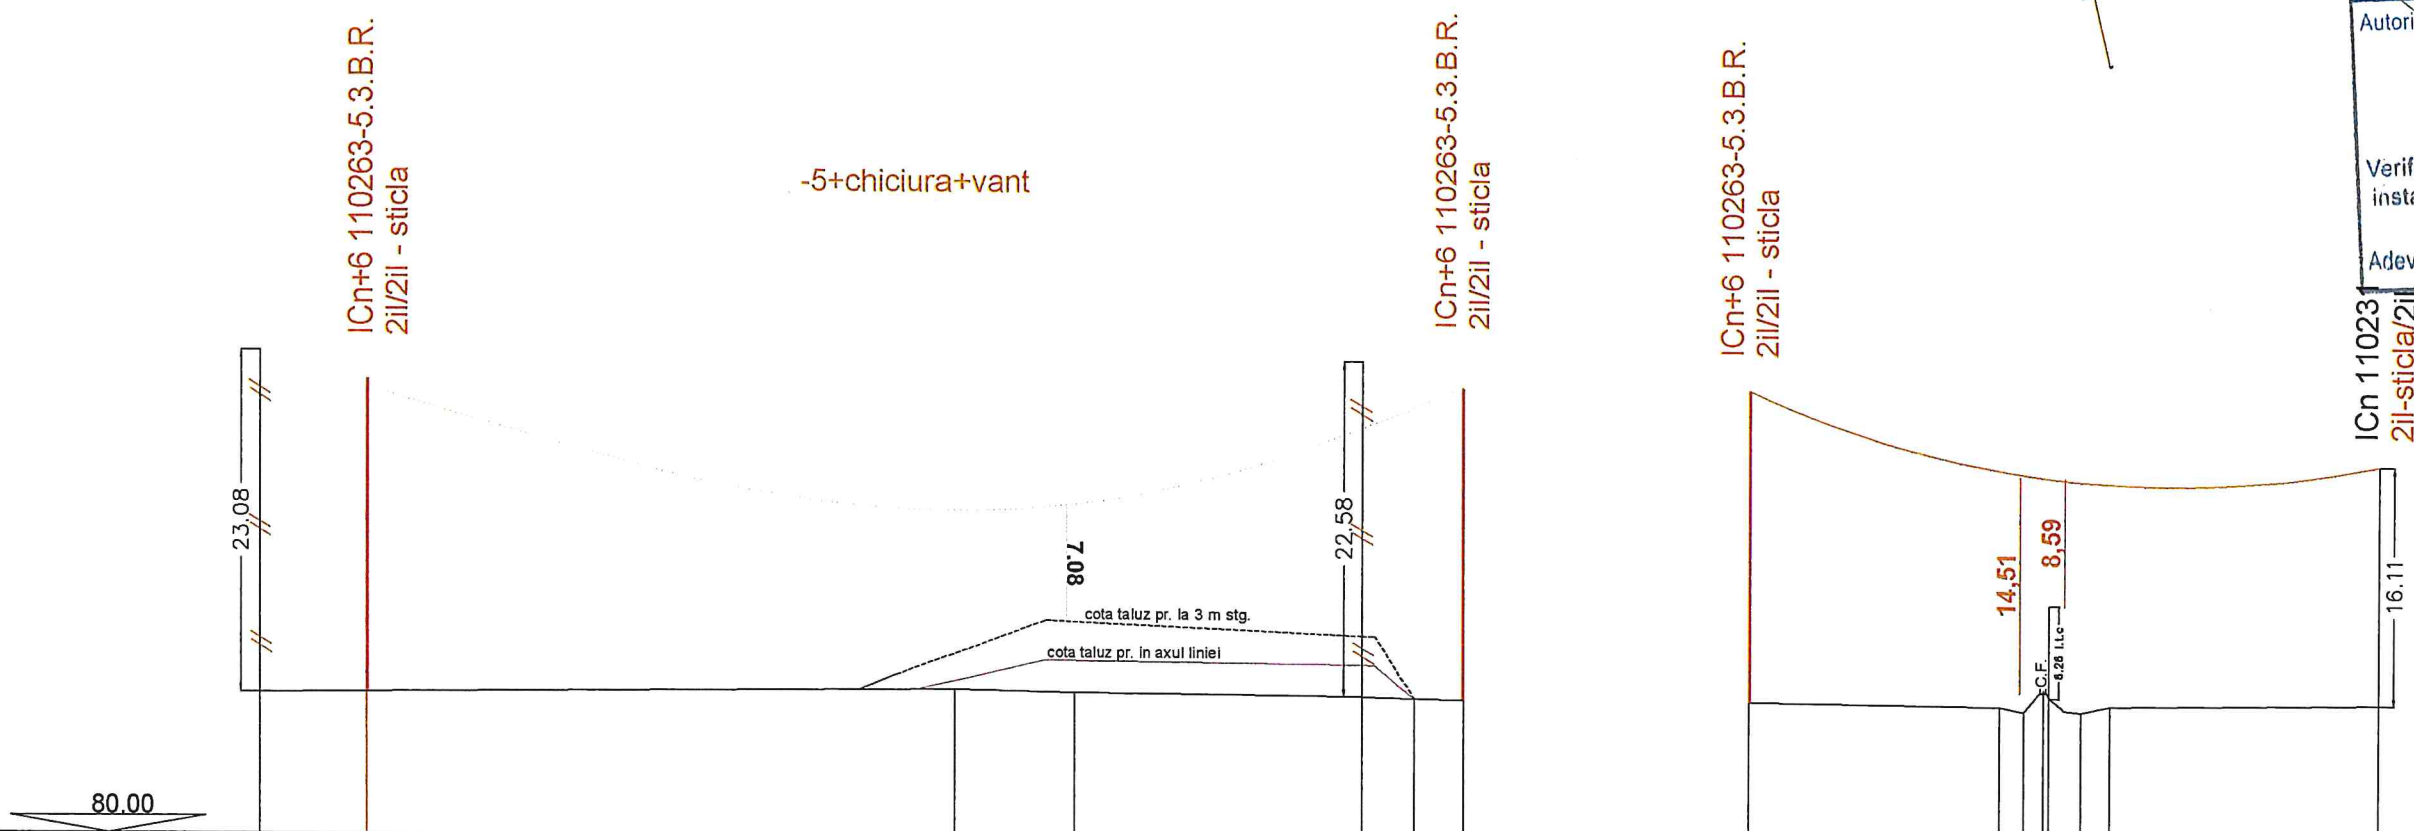 ICn+6 110263-5.3.B.R.
2il/2il - sticla
-5+chiciura+vant
ICn+6 110263-5.3.B.R.
2il/2il - sticla
ICn+6 110263-5.3.B.R.
2il/2il - sticla
Autori
Verif
insta
Adev
ICn 110231
2il-sticla/2il
23.08
22.58
7.08
cota taluz pr. la 3 m stg.
cota taluz pr. in axul liniei
14,51
8,59
C.F.
16.11
80.00